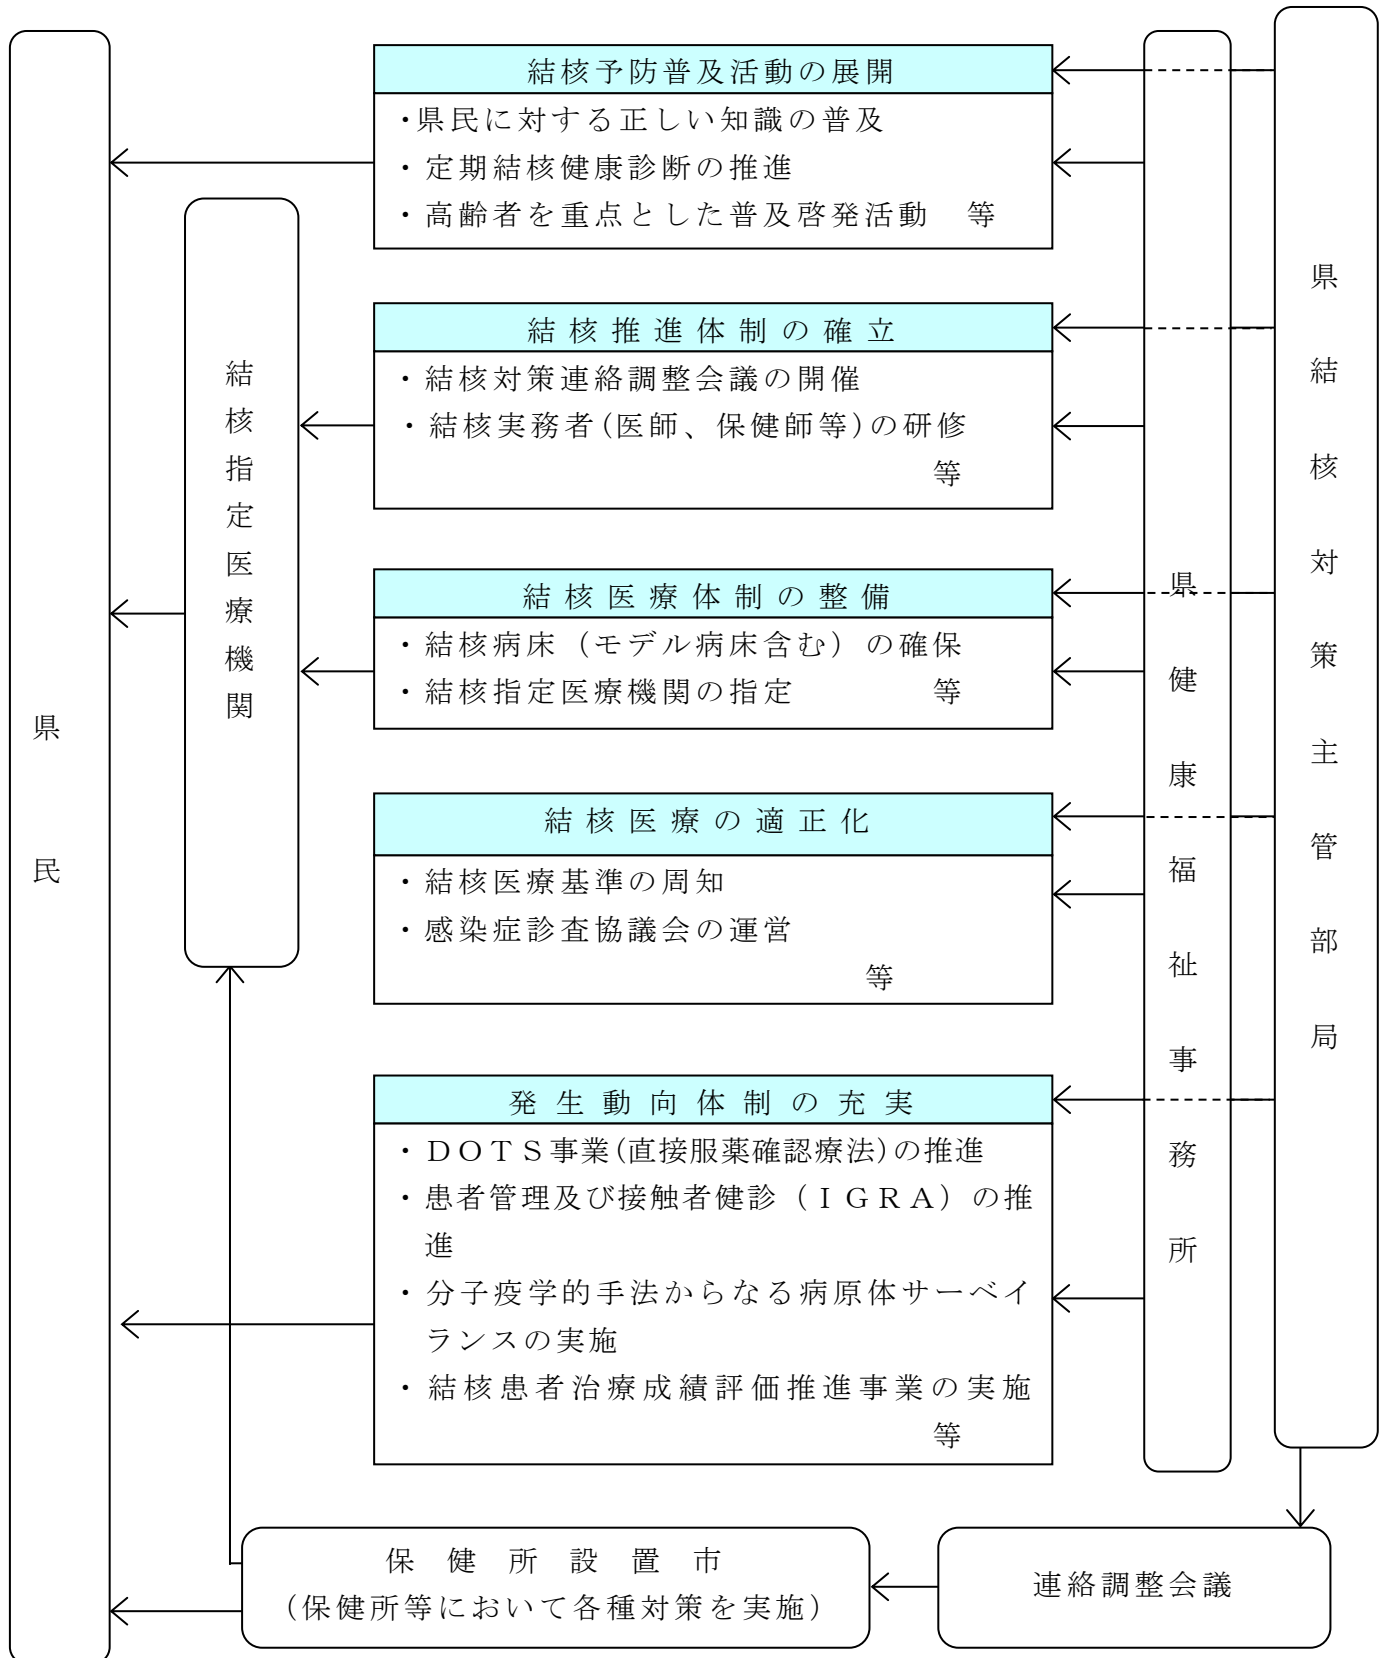 結核予防普及活動の展開
・県民に対する正しい知識の普及
・定期結核健康診断の推進
・高齢者を重点とした普及啓発活動　等
結核推進体制の確立
・結核対策連絡調整会議の開催
・結核実務者(医師、保健師等)の研修
等
結核医療体制の整備
・結核病床（モデル病床含む）の確保
・結核指定医療機関の指定　　　　等
結核医療の適正化
・結核医療基準の周知
・感染症診査協議会の運営
等
発生動向体制の充実
・ＤＯＴＳ事業(直接服薬確認療法)の推進
・患者管理及び接触者健診（ＩＧＲＡ）の推
進
・分子疫学的手法からなる病原体サーベイ
ランスの実施
・結核患者治療成績評価推進事業の実施
等
県民
結核指定医療機関
県健康福祉事務所
県結核対策主管部局
保健所設置市
（保健所等において各種対策を実施）
連絡調整会議